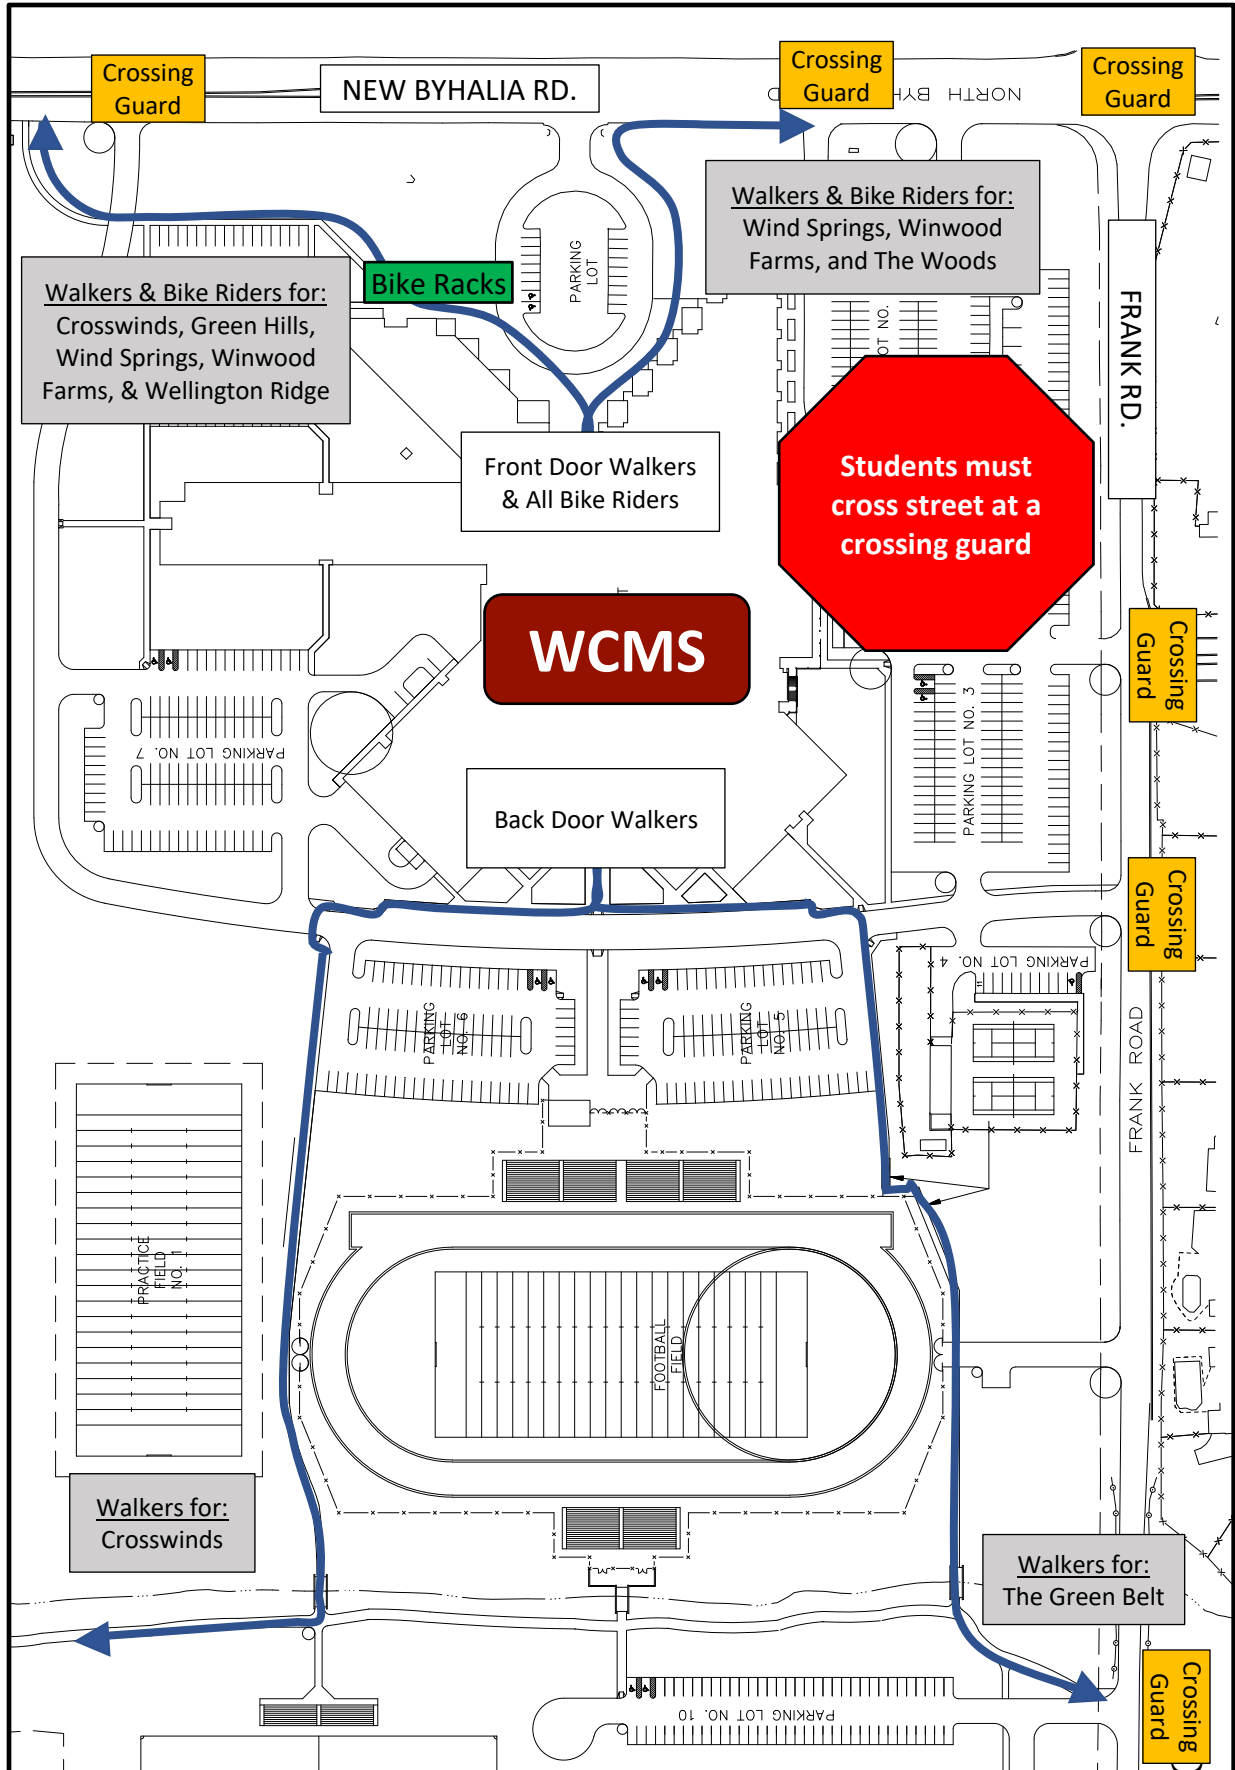 Crossing
Guard
NEW BYHALIA RD.
Crossing
Guard
NORTH BYH
D
Crossing
Guard
Walkers & Bike Riders for:
Wind Springs, Winwood
Farms, and The Woods
PARKING
LOT
Bike Racks
Walkers & Bike Riders for:
Crosswinds, Green Hills,
Wind Springs, Winwood
Farms, & Wellington Ridge
OT NO.
FRANK RD.
Front Door Walkers
& All Bike Riders
Students must
cross street at a
crossing guard
WCMS
Crossing
Guard
PARKING LOT NO. 3
PARKING LOT NO. 7
Back Door Walkers
Crossing
Guard
PARKING LOT NO. 4
11
PARKING
LOT
NO. 6
PARKING
LOT
NO. 5
FRANK ROAD
PRACTICE
FIELD
NO. 1
FOOTBALL
FIELD
Walkers for:
Crosswinds
Walkers for:
The Green Belt
Crossing
Guard
PARKING LOT NO. 10